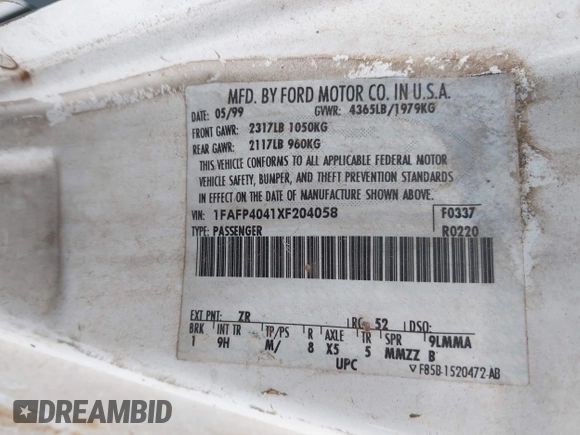 MFD. BY FORD MOTOR CO. IN U.S.A.
DATE: 05/99 GVWR: 4365LB/1979KG
FRONT GAWR: 2317LB 1050KG
REAR GAWR: 2117LB 960KG
THIS VEHICLE CONFORMS TO ALL APPLICABLE FEDERAL MOTOR
VEHICLE SAFETY, BUMPER, AND THEFT PREVENTION STANDARDS
IN EFFECT ON THE DATE OF MANUFACTURE SHOWN ABOVE.
VIN: 1FAFP4041XF204058 F0337
TYPE: PASSENGER R0220
EXT PNT: ZR RC: 52 DSO:
BRK INT TR TP/PS R AXLE TR SPR 9LMMA
1 9H M/ 8 X5 5 MMZZ B
UPC F85B-1520472-AB
DREAMBID